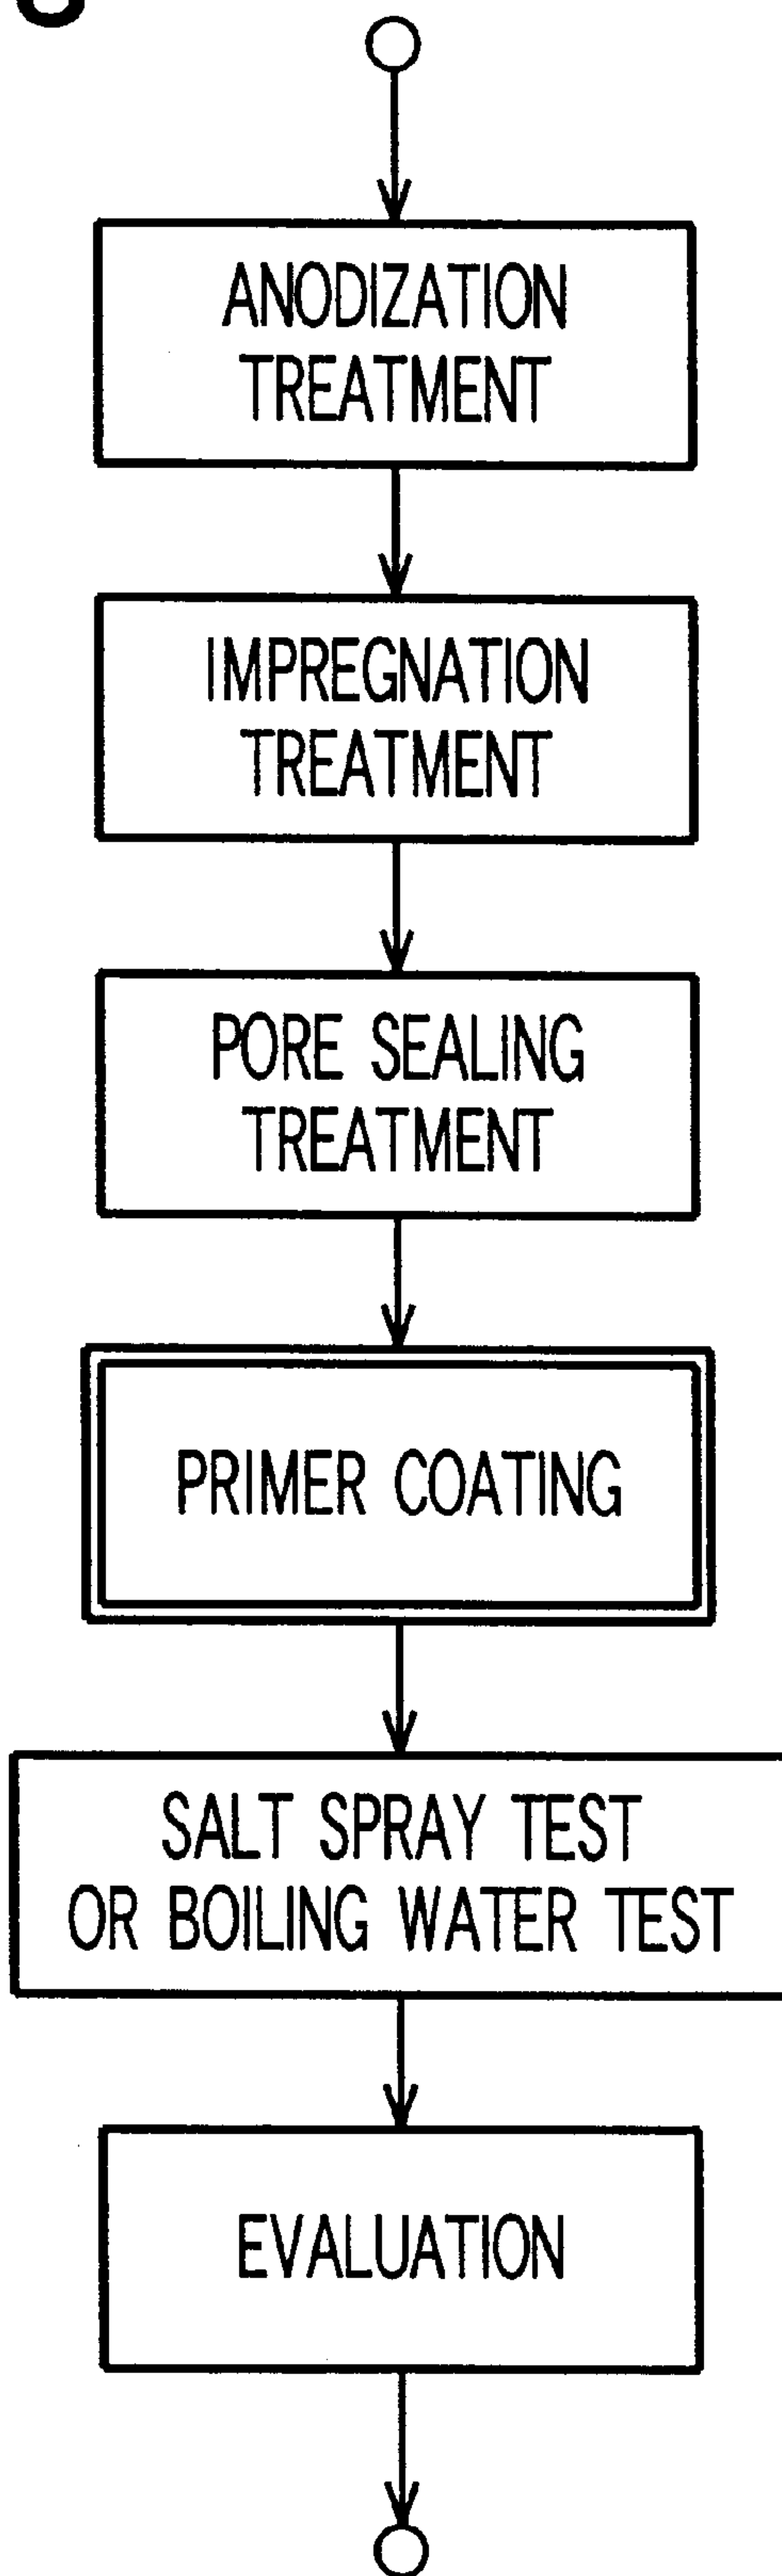 ANODIZATION
TREATMENT
IMPREGNATION
TREATMENT
PORE SEALING
TREATMENT
PRIMER COATING
SALT SPRAY TEST
OR BOILING WATER TEST
EVALUATION